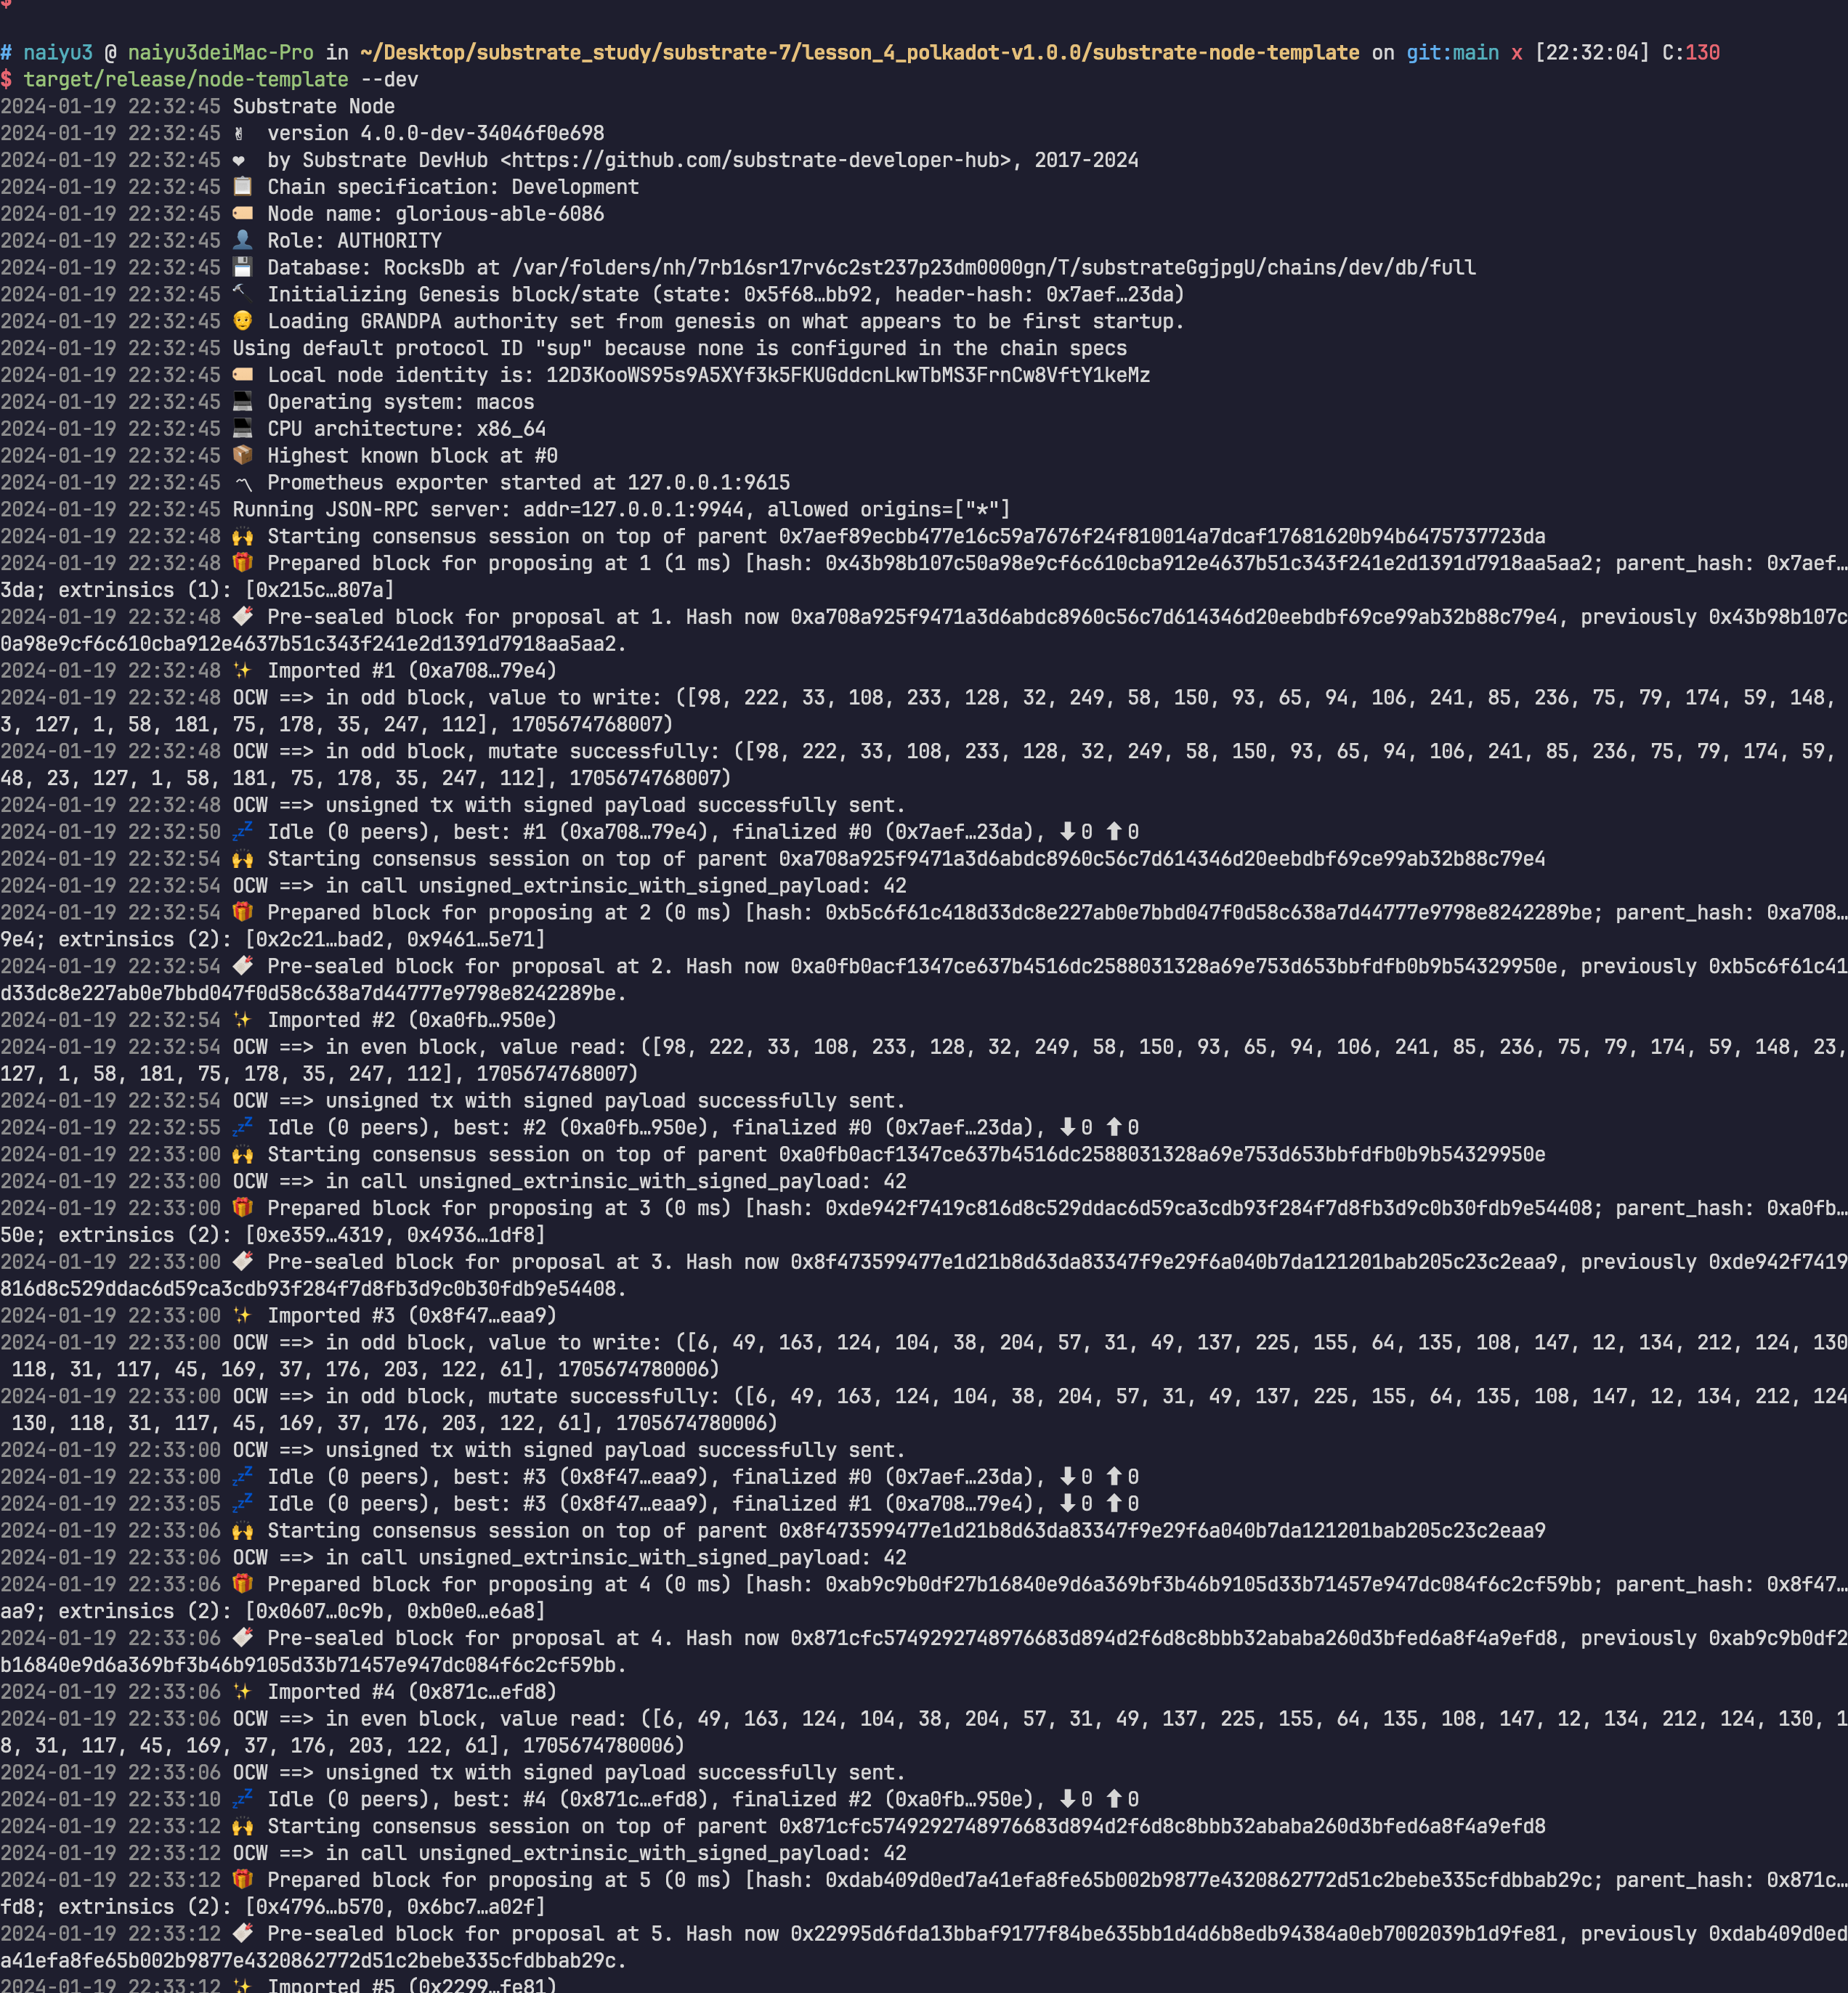 $
# naiyu3 @ naiyu3deiMac-Pro in ~/Desktop/substrate_study/substrate-7/lesson_4_polkadot-v1.0.0/substrate-node-template on git:main x [22:32:04] C:130
$ target/release/node-template --dev
2024-01-19 22:32:45 Substrate Node
2024-01-19 22:32:45 ✌️ version 4.0.0-dev-34046f0e698
2024-01-19 22:32:45 ❤️ by Substrate DevHub <https://github.com/substrate-developer-hub>, 2017-2024
2024-01-19 22:32:45 📋 Chain specification: Development
2024-01-19 22:32:45 🏷 Node name: glorious-able-6086
2024-01-19 22:32:45 👤 Role: AUTHORITY
2024-01-19 22:32:45 💾 Database: RocksDb at /var/folders/nh/7rb16sr17rv6c2st237p23dm0000gn/T/substrateGgjpgU/chains/dev/db/full
2024-01-19 22:32:45 🔨 Initializing Genesis block/state (state: 0x5f68…bb92, header-hash: 0x7aef…23da)
2024-01-19 22:32:45 👴 Loading GRANDPA authority set from genesis on what appears to be first startup.
2024-01-19 22:32:45 Using default protocol ID "sup" because none is configured in the chain specs
2024-01-19 22:32:45 🏷 Local node identity is: 12D3KooWS95s9A5XYf3k5FKUGddcnLkwTbMS3FrnCw8VftY1keMz
2024-01-19 22:32:45 💻 Operating system: macos
2024-01-19 22:32:45 💻 CPU architecture: x86_64
2024-01-19 22:32:45 📦 Highest known block at #0
2024-01-19 22:32:45 〽️ Prometheus exporter started at 127.0.0.1:9615
2024-01-19 22:32:45 Running JSON-RPC server: addr=127.0.0.1:9944, allowed origins=["*"]
2024-01-19 22:32:48 🙌 Starting consensus session on top of parent 0x7aef89ecbb477e16c59a7676f24f810014a7dcaf17681620b94b6475737723da
2024-01-19 22:32:48 🎁 Prepared block for proposing at 1 (1 ms) [hash: 0x43b98b107c50a98e9cf6c610cba912e4637b51c343f241e2d1391d7918aa5aa2; parent_hash: 0x7aef…
3da; extrinsics (1): [0x215c…807a]
2024-01-19 22:32:48 🔖 Pre-sealed block for proposal at 1. Hash now 0xa708a925f9471a3d6abdc8960c56c7d614346d20eebdbf69ce99ab32b88c79e4, previously 0x43b98b107c
0a98e9cf6c610cba912e4637b51c343f241e2d1391d7918aa5aa2.
2024-01-19 22:32:48 ✨ Imported #1 (0xa708…79e4)
2024-01-19 22:32:48 OCW ==> in odd block, value to write: ([98, 222, 33, 108, 233, 128, 32, 249, 58, 150, 93, 65, 94, 106, 241, 85, 236, 75, 79, 174, 59, 148,
3, 127, 1, 58, 181, 75, 178, 35, 247, 112], 1705674768007)
2024-01-19 22:32:48 OCW ==> in odd block, mutate successfully: ([98, 222, 33, 108, 233, 128, 32, 249, 58, 150, 93, 65, 94, 106, 241, 85, 236, 75, 79, 174, 59,
48, 23, 127, 1, 58, 181, 75, 178, 35, 247, 112], 1705674768007)
2024-01-19 22:32:48 OCW ==> unsigned tx with signed payload successfully sent.
2024-01-19 22:32:50 💤 Idle (0 peers), best: #1 (0xa708…79e4), finalized #0 (0x7aef…23da), ⬇ 0 ⬆ 0
2024-01-19 22:32:54 🙌 Starting consensus session on top of parent 0xa708a925f9471a3d6abdc8960c56c7d614346d20eebdbf69ce99ab32b88c79e4
2024-01-19 22:32:54 OCW ==> in call unsigned_extrinsic_with_signed_payload: 42
2024-01-19 22:32:54 🎁 Prepared block for proposing at 2 (0 ms) [hash: 0xb5c6f61c418d33dc8e227ab0e7bbd047f0d58c638a7d44777e9798e8242289be; parent_hash: 0xa708…
9e4; extrinsics (2): [0x2c21…bad2, 0x9461…5e71]
2024-01-19 22:32:54 🔖 Pre-sealed block for proposal at 2. Hash now 0xa0fb0acf1347ce637b4516dc2588031328a69e753d653bbfdfb0b9b54329950e, previously 0xb5c6f61c41
d33dc8e227ab0e7bbd047f0d58c638a7d44777e9798e8242289be.
2024-01-19 22:32:54 ✨ Imported #2 (0xa0fb…950e)
2024-01-19 22:32:54 OCW ==> in even block, value read: ([98, 222, 33, 108, 233, 128, 32, 249, 58, 150, 93, 65, 94, 106, 241, 85, 236, 75, 79, 174, 59, 148, 23,
127, 1, 58, 181, 75, 178, 35, 247, 112], 1705674768007)
2024-01-19 22:32:54 OCW ==> unsigned tx with signed payload successfully sent.
2024-01-19 22:32:55 💤 Idle (0 peers), best: #2 (0xa0fb…950e), finalized #0 (0x7aef…23da), ⬇ 0 ⬆ 0
2024-01-19 22:33:00 🙌 Starting consensus session on top of parent 0xa0fb0acf1347ce637b4516dc2588031328a69e753d653bbfdfb0b9b54329950e
2024-01-19 22:33:00 OCW ==> in call unsigned_extrinsic_with_signed_payload: 42
2024-01-19 22:33:00 🎁 Prepared block for proposing at 3 (0 ms) [hash: 0xde942f7419c816d8c529ddac6d59ca3cdb93f284f7d8fb3d9c0b30fdb9e54408; parent_hash: 0xa0fb…
50e; extrinsics (2): [0xe359…4319, 0x4936…1df8]
2024-01-19 22:33:00 🔖 Pre-sealed block for proposal at 3. Hash now 0x8f473599477e1d21b8d63da83347f9e29f6a040b7da121201bab205c23c2eaa9, previously 0xde942f7419
816d8c529ddac6d59ca3cdb93f284f7d8fb3d9c0b30fdb9e54408.
2024-01-19 22:33:00 ✨ Imported #3 (0x8f47…eaa9)
2024-01-19 22:33:00 OCW ==> in odd block, value to write: ([6, 49, 163, 124, 104, 38, 204, 57, 31, 49, 137, 225, 155, 64, 135, 108, 147, 12, 134, 212, 124, 130
118, 31, 117, 45, 169, 37, 176, 203, 122, 61], 1705674780006)
2024-01-19 22:33:00 OCW ==> in odd block, mutate successfully: ([6, 49, 163, 124, 104, 38, 204, 57, 31, 49, 137, 225, 155, 64, 135, 108, 147, 12, 134, 212, 124
130, 118, 31, 117, 45, 169, 37, 176, 203, 122, 61], 1705674780006)
2024-01-19 22:33:00 OCW ==> unsigned tx with signed payload successfully sent.
2024-01-19 22:33:00 💤 Idle (0 peers), best: #3 (0x8f47…eaa9), finalized #0 (0x7aef…23da), ⬇ 0 ⬆ 0
2024-01-19 22:33:05 💤 Idle (0 peers), best: #3 (0x8f47…eaa9), finalized #1 (0xa708…79e4), ⬇ 0 ⬆ 0
2024-01-19 22:33:06 🙌 Starting consensus session on top of parent 0x8f473599477e1d21b8d63da83347f9e29f6a040b7da121201bab205c23c2eaa9
2024-01-19 22:33:06 OCW ==> in call unsigned_extrinsic_with_signed_payload: 42
2024-01-19 22:33:06 🎁 Prepared block for proposing at 4 (0 ms) [hash: 0xab9c9b0df27b16840e9d6a369bf3b46b9105d33b71457e947dc084f6c2cf59bb; parent_hash: 0x8f47…
aa9; extrinsics (2): [0x0607…0c9b, 0xb0e0…e6a8]
2024-01-19 22:33:06 🔖 Pre-sealed block for proposal at 4. Hash now 0x871cfc5749292748976683d894d2f6d8c8bbb32ababa260d3bfed6a8f4a9efd8, previously 0xab9c9b0df2
b16840e9d6a369bf3b46b9105d33b71457e947dc084f6c2cf59bb.
2024-01-19 22:33:06 ✨ Imported #4 (0x871c…efd8)
2024-01-19 22:33:06 OCW ==> in even block, value read: ([6, 49, 163, 124, 104, 38, 204, 57, 31, 49, 137, 225, 155, 64, 135, 108, 147, 12, 134, 212, 124, 130, 1
8, 31, 117, 45, 169, 37, 176, 203, 122, 61], 1705674780006)
2024-01-19 22:33:06 OCW ==> unsigned tx with signed payload successfully sent.
2024-01-19 22:33:10 💤 Idle (0 peers), best: #4 (0x871c…efd8), finalized #2 (0xa0fb…950e), ⬇ 0 ⬆ 0
2024-01-19 22:33:12 🙌 Starting consensus session on top of parent 0x871cfc5749292748976683d894d2f6d8c8bbb32ababa260d3bfed6a8f4a9efd8
2024-01-19 22:33:12 OCW ==> in call unsigned_extrinsic_with_signed_payload: 42
2024-01-19 22:33:12 🎁 Prepared block for proposing at 5 (0 ms) [hash: 0xdab409d0ed7a41efa8fe65b002b9877e4320862772d51c2bebe335cfdbbab29c; parent_hash: 0x871c…
fd8; extrinsics (2): [0x4796…b570, 0x6bc7…a02f]
2024-01-19 22:33:12 🔖 Pre-sealed block for proposal at 5. Hash now 0x22995d6fda13bbaf9177f84be635bb1d4d6b8edb94384a0eb7002039b1d9fe81, previously 0xdab409d0ed
a41efa8fe65b002b9877e4320862772d51c2bebe335cfdbbab29c.
2024-01-19 22:33:12 ✨ Imported #5 (0x2299…fe81)